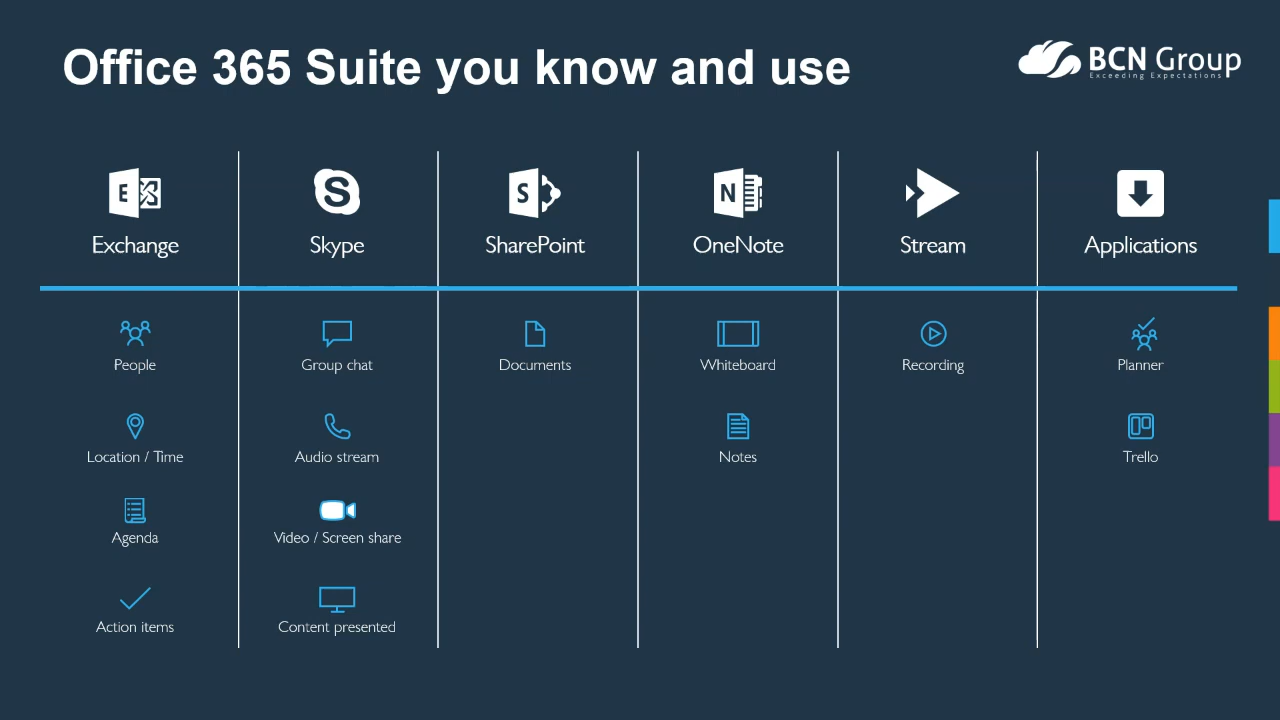 Office 365 Suite you know and use
BCN Group
Exceeding Expectations
E
S
S
N
Exchange
Skype
SharePoint
OneNote
Stream
Applications
People
Group chat
Documents
Whiteboard
Recording
Planner
Location / Time
Audio stream
Notes
Trello
Agenda
Video / Screen share
Action items
Content presented